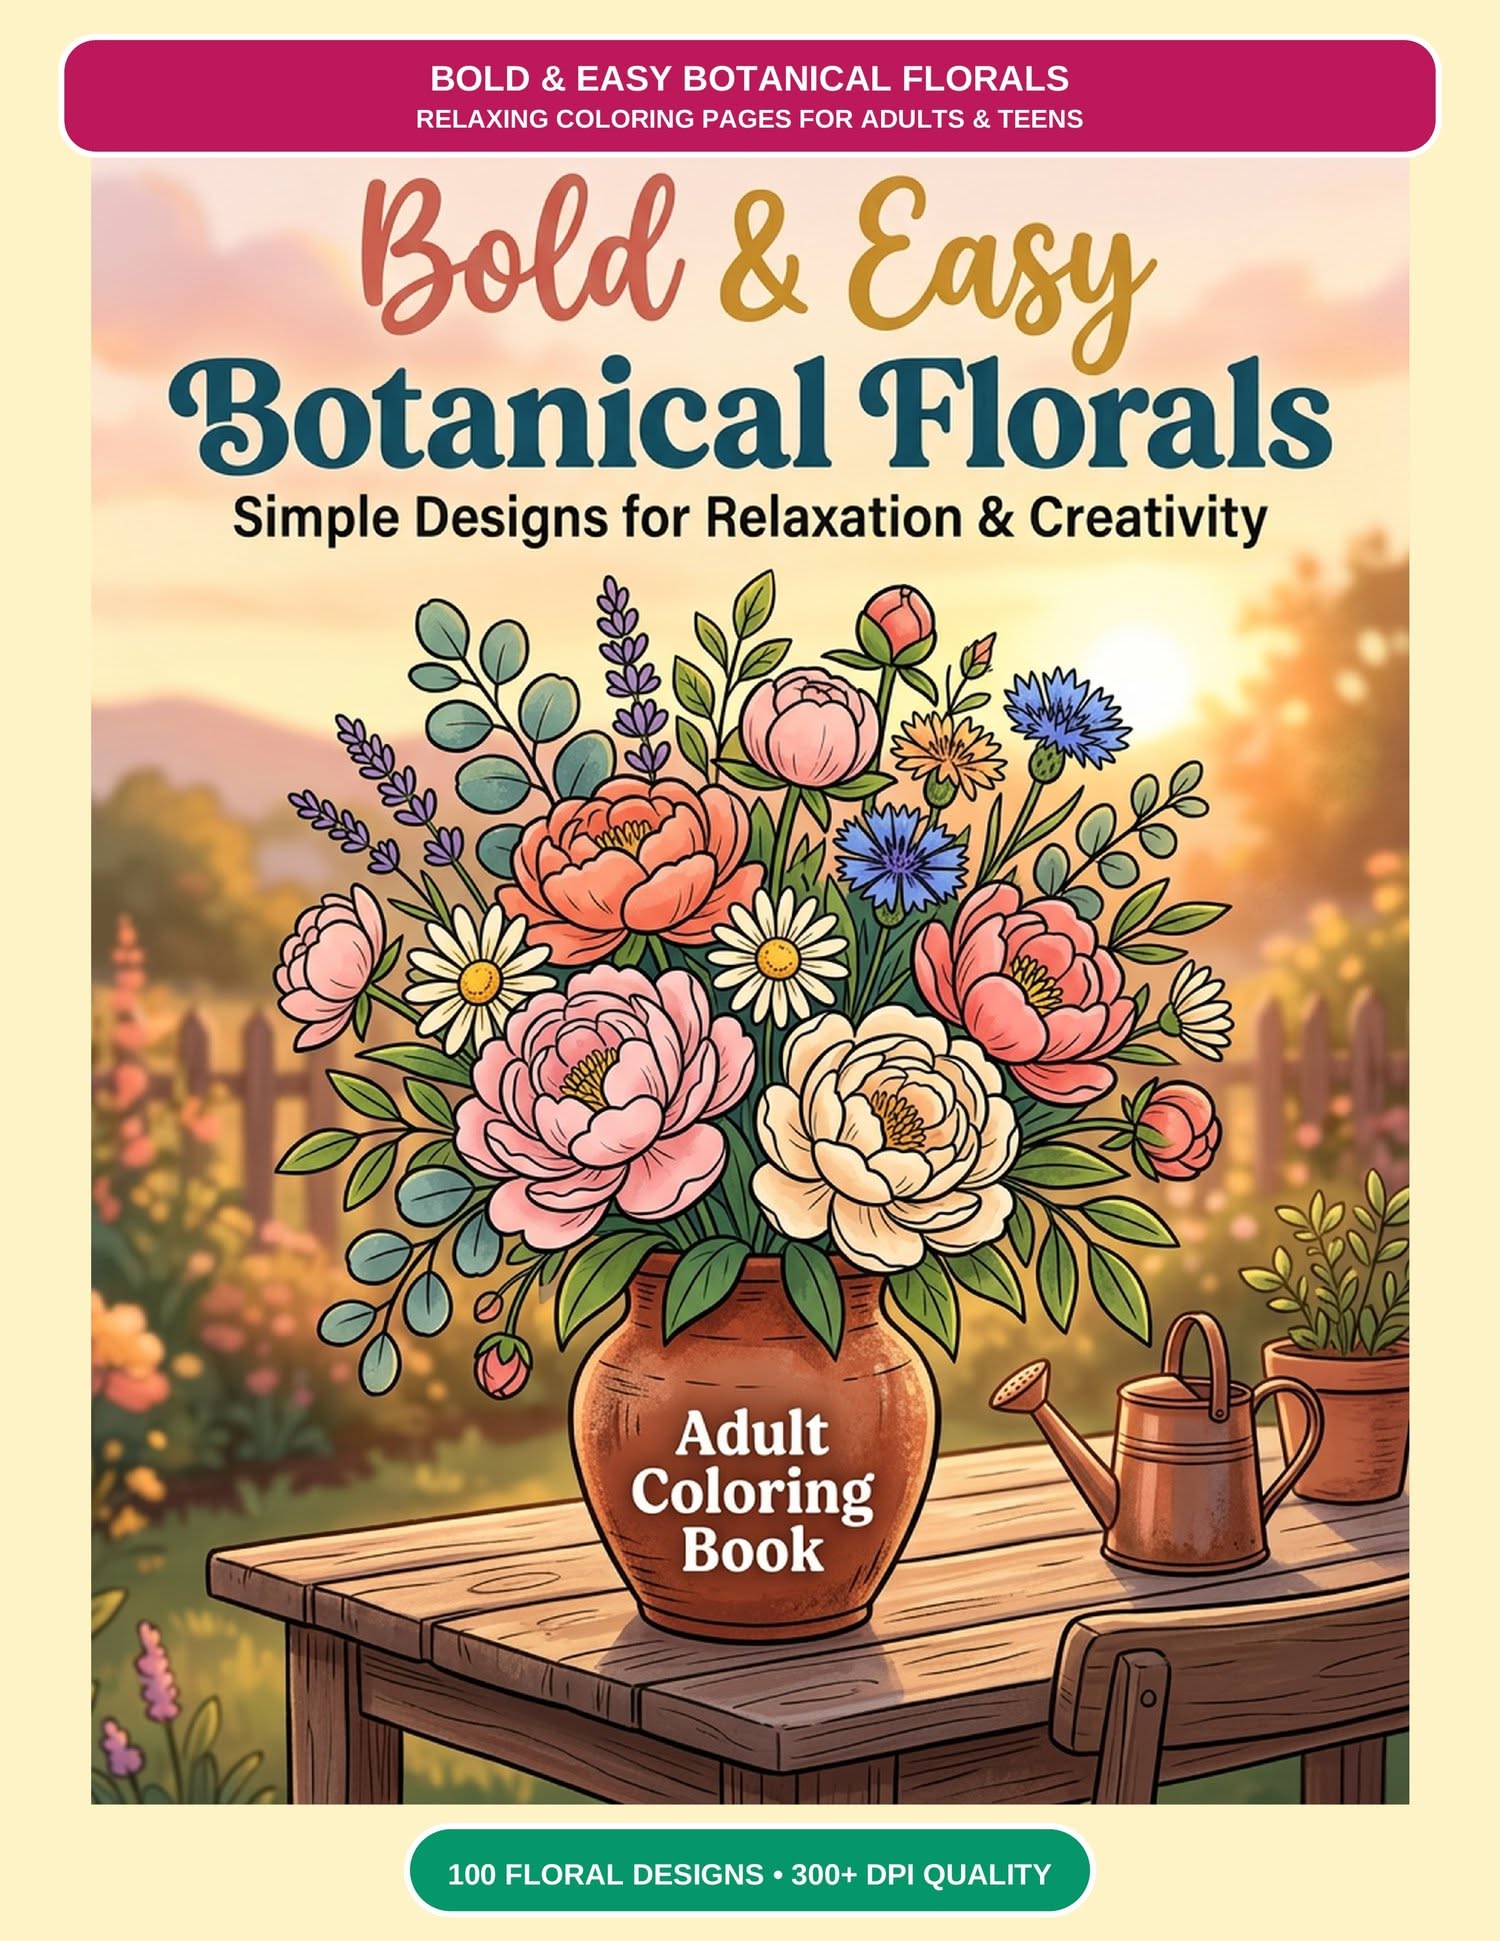 BOLD & EASY BOTANICAL FLORALS
RELAXING COLORING PAGES FOR ADULTS & TEENS
Bold & Easy
Botanical Florals
Simple Designs for Relaxation & Creativity
Adult
Coloring
Book
100 FLORAL DESIGNS • 300+ DPI QUALITY